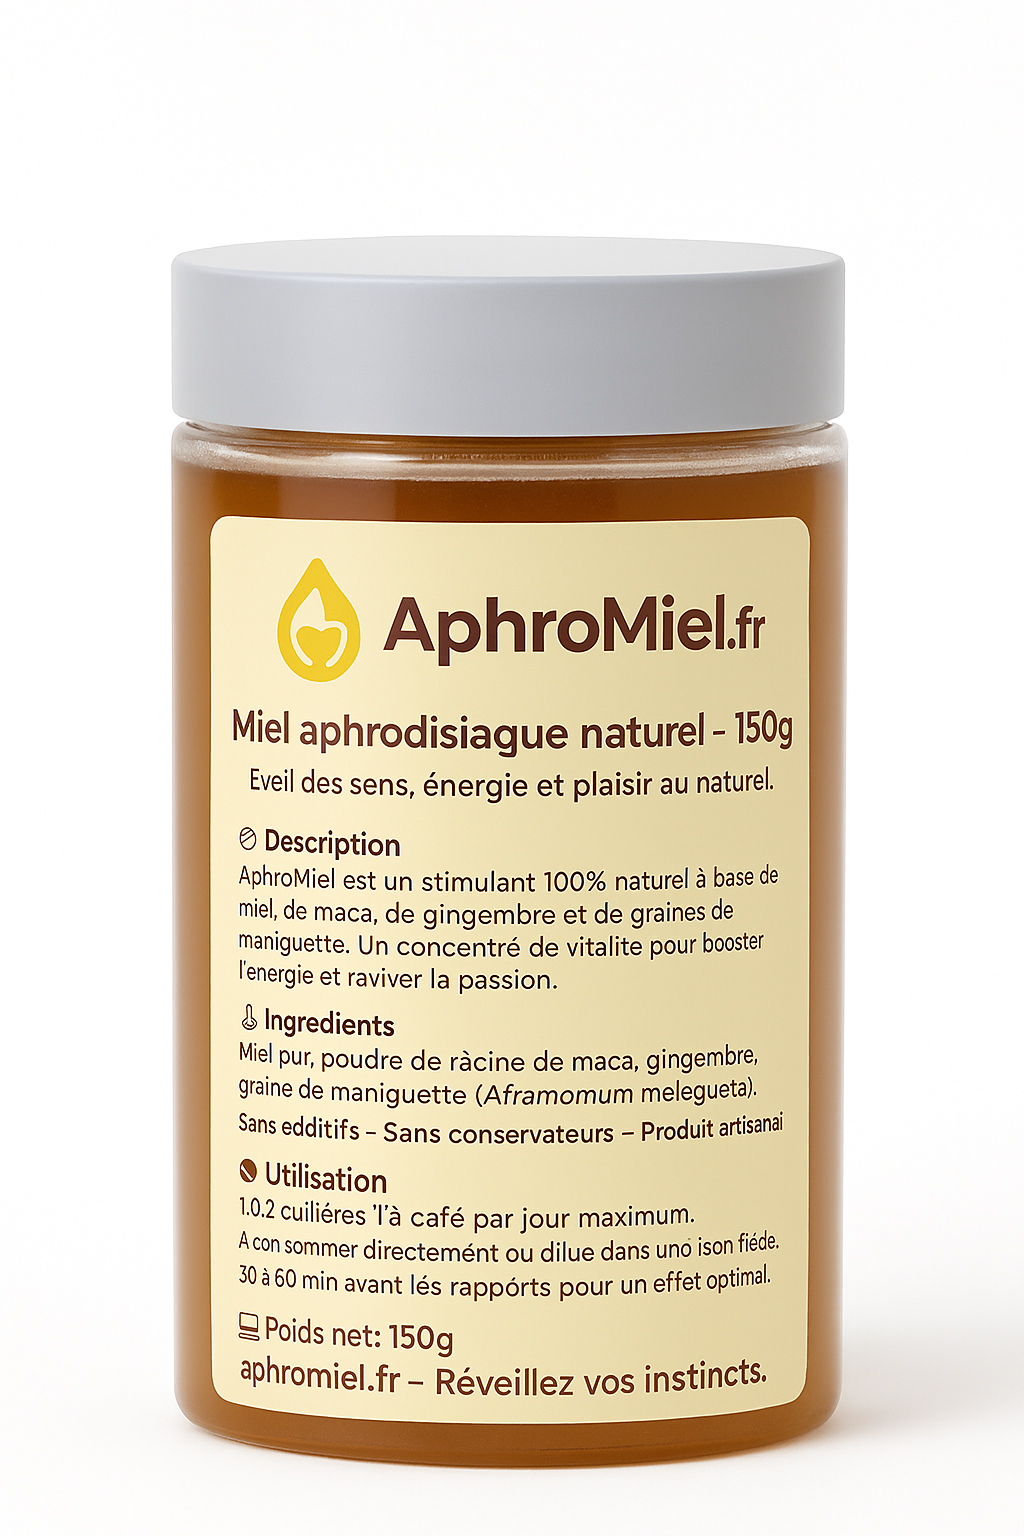 AphroMiel.fr
Miel aphrodisiague naturel - 150g
Eveil des sens, énergie et plaisir au naturel.
Description
AphroMiel est un stimulant 100% naturel à base de
miel, de maca, de gingembre et de graines de
maniguette. Un concentré de vitalite pour booster
l'energie et raviver la passion.
Ingredients
Miel pur, poudre de ràcine de maca, gingembre,
graine de maniguette (Aframomum melegueta).
Sans edditifs – Sans conservateurs – Produit artisanai
Utilisation
1.0.2 cuiliéres 'l'à café par jour maximum.
A con sommer directemént ou dilue dans uno ison fiéde.
30 à 60 min avant lés rappórts pour un effet optimal.
Poids net: 150g
aphromiel.fr – Réveillez vos instincts.